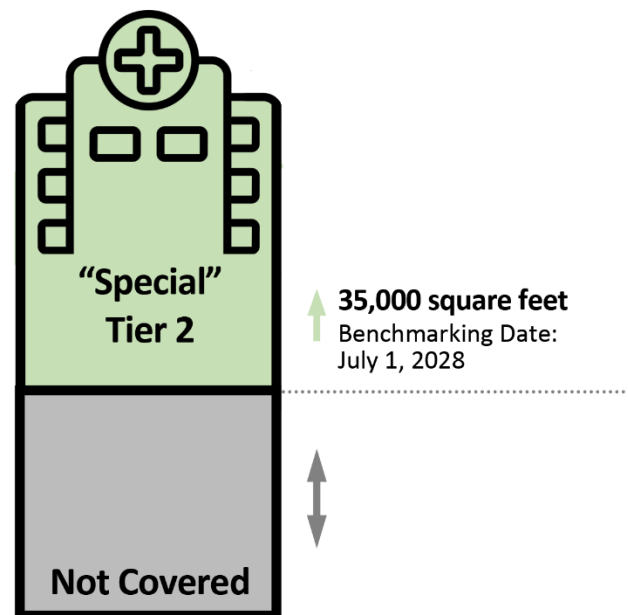 “Special”
Tier 2
35,000 square feet
Benchmarking Date:
July 1, 2028
Not Covered